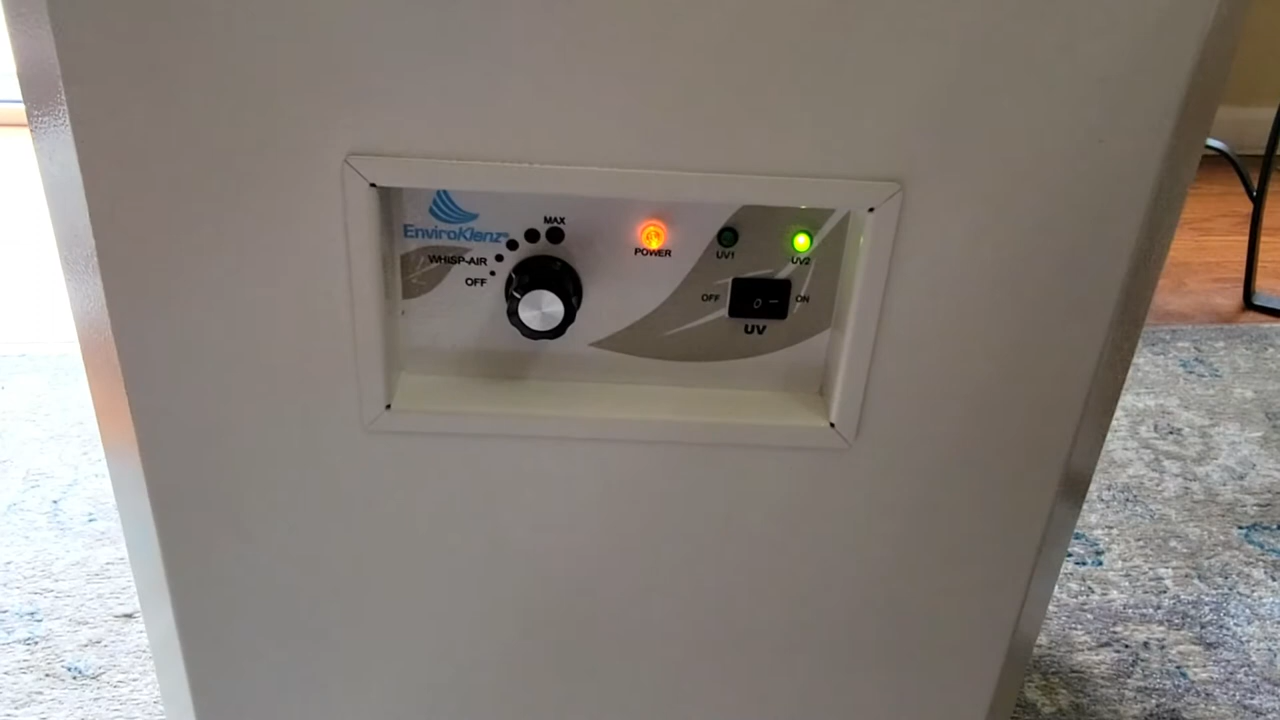 EnviroKlenz®
MAX
WHISP-AIR
OFF
POWER
UV1
UV2
OFF
ON
UV